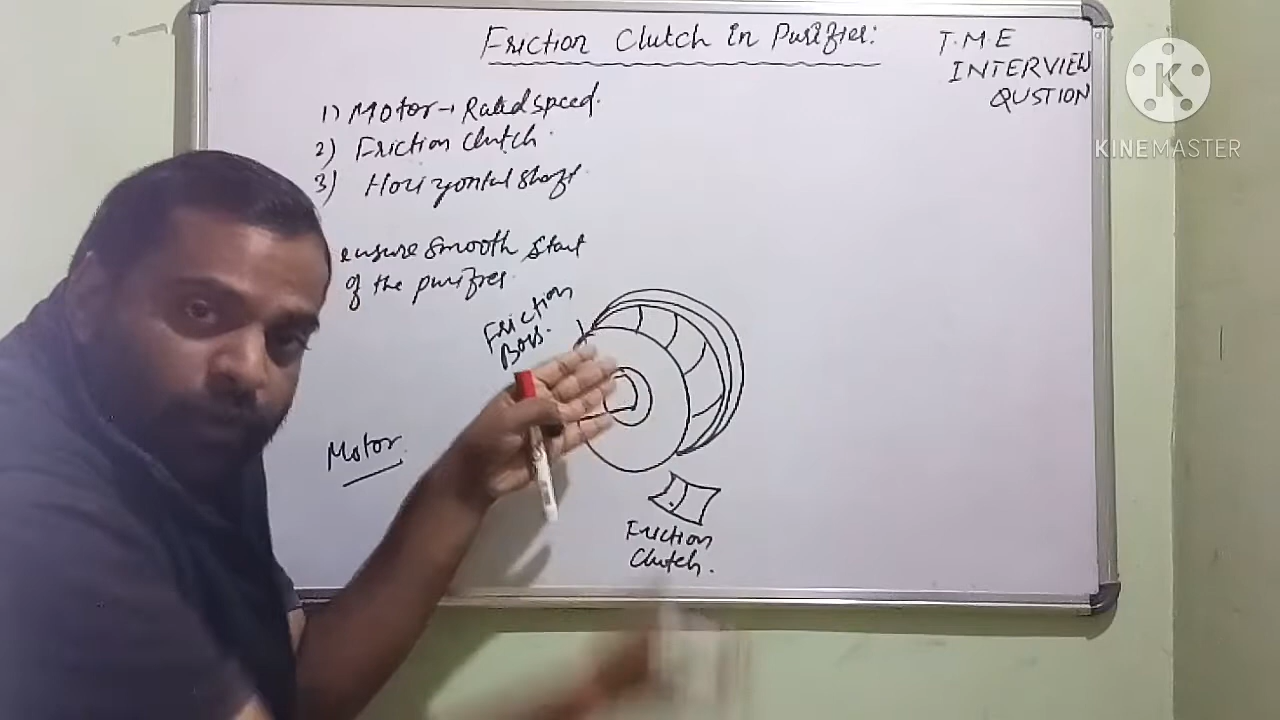 Friction Clutch in Purifier:
T.M.E
INTERVIEW
QUSTION
K
KINEMASTER
1) Motor → Rated speed.
2) Friction Clutch.
3) Horizontal shaft.
ensure smooth start
of the purifier.
Friction
Boss.
Motor.
Friction
Clutch.